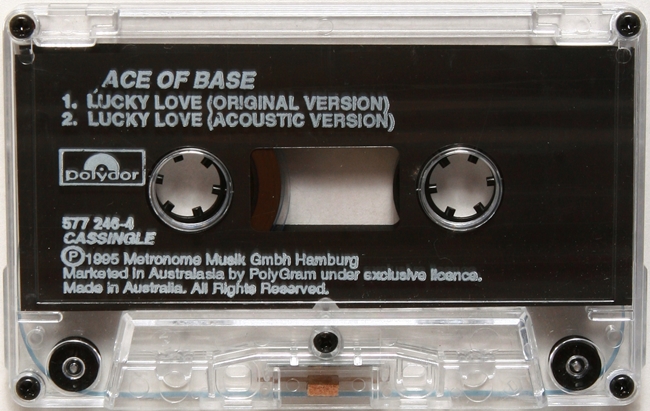 ACE OF BASE
1. LUCKY LOVE (ORIGINAL VERSION)
2. LUCKY LOVE (ACOUSTIC VERSION)
polydor
577 246-4
CASSINGLE
Ⓟ1995 Metronome Musik Gmbh Hamburg
Marketed in Australasia by PolyGram under exclusive licence.
Made in Australia. All Rights Reserved.